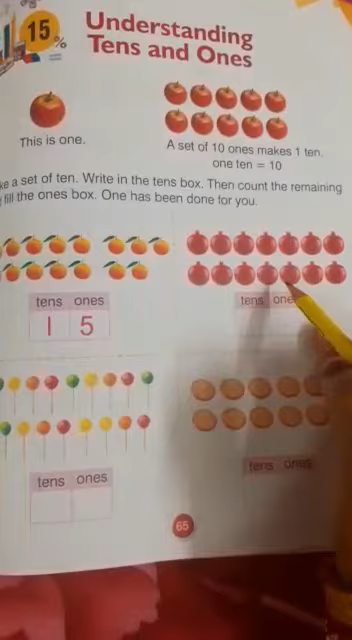 15
%
Understanding
Tens and Ones
This is one.
A set of 10 ones makes 1 ten.
one ten = 10
a set of ten. Write in the tens box. Then count the remaining
fill the ones box. One has been done for you.
tens ones
1 5
tens
tens ones
tens ones
65